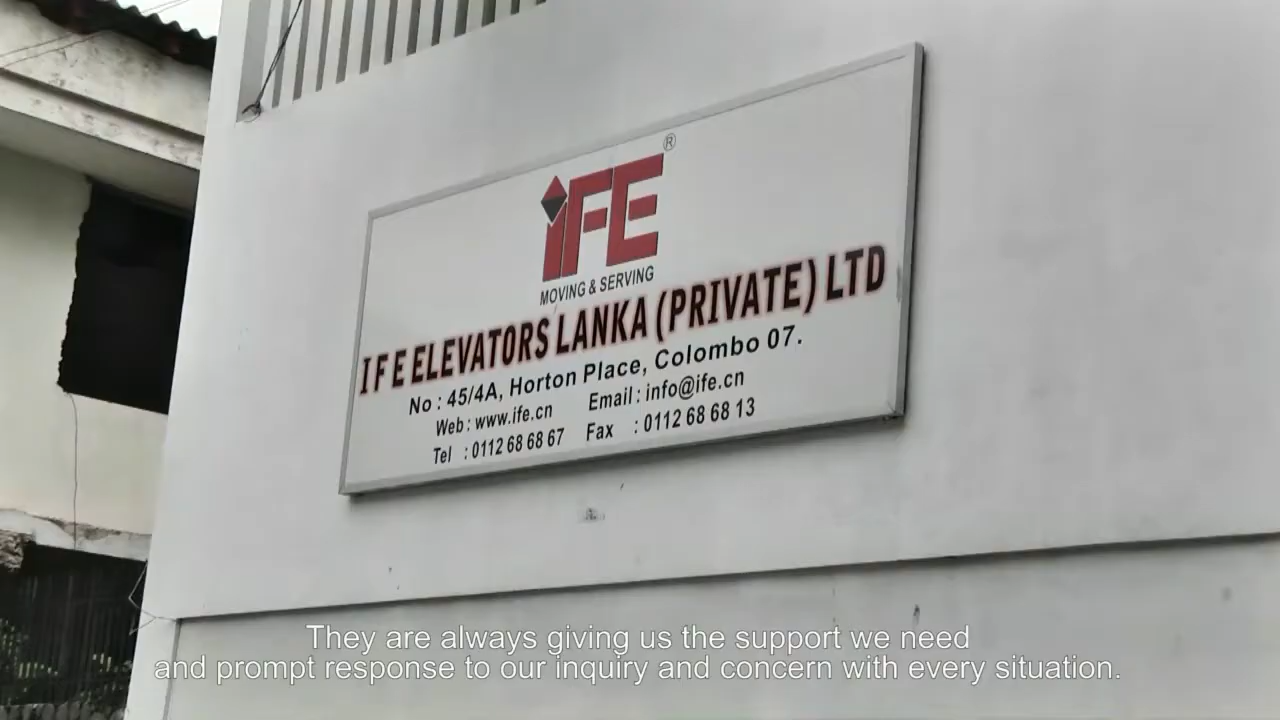 iFE ®
MOVING & SERVING
I F E ELEVATORS LANKA (PRIVATE) LTD
No : 45/4A, Horton Place, Colombo 07.
Web : www.ife.cn Email : info@ife.cn
Tel : 0112 68 68 67 Fax : 0112 68 68 13
They are always giving us the support we need
and prompt response to our inquiry and concern with every situation.